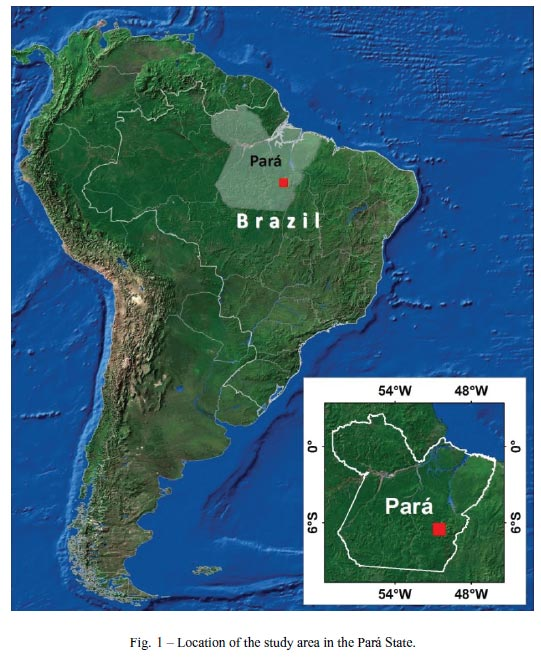 Pará
Brazil
54°W 48°W
0° 0°
Pará
6°S 6°S
54°W 48°W
Fig. 1 – Location of the study area in the Pará State.